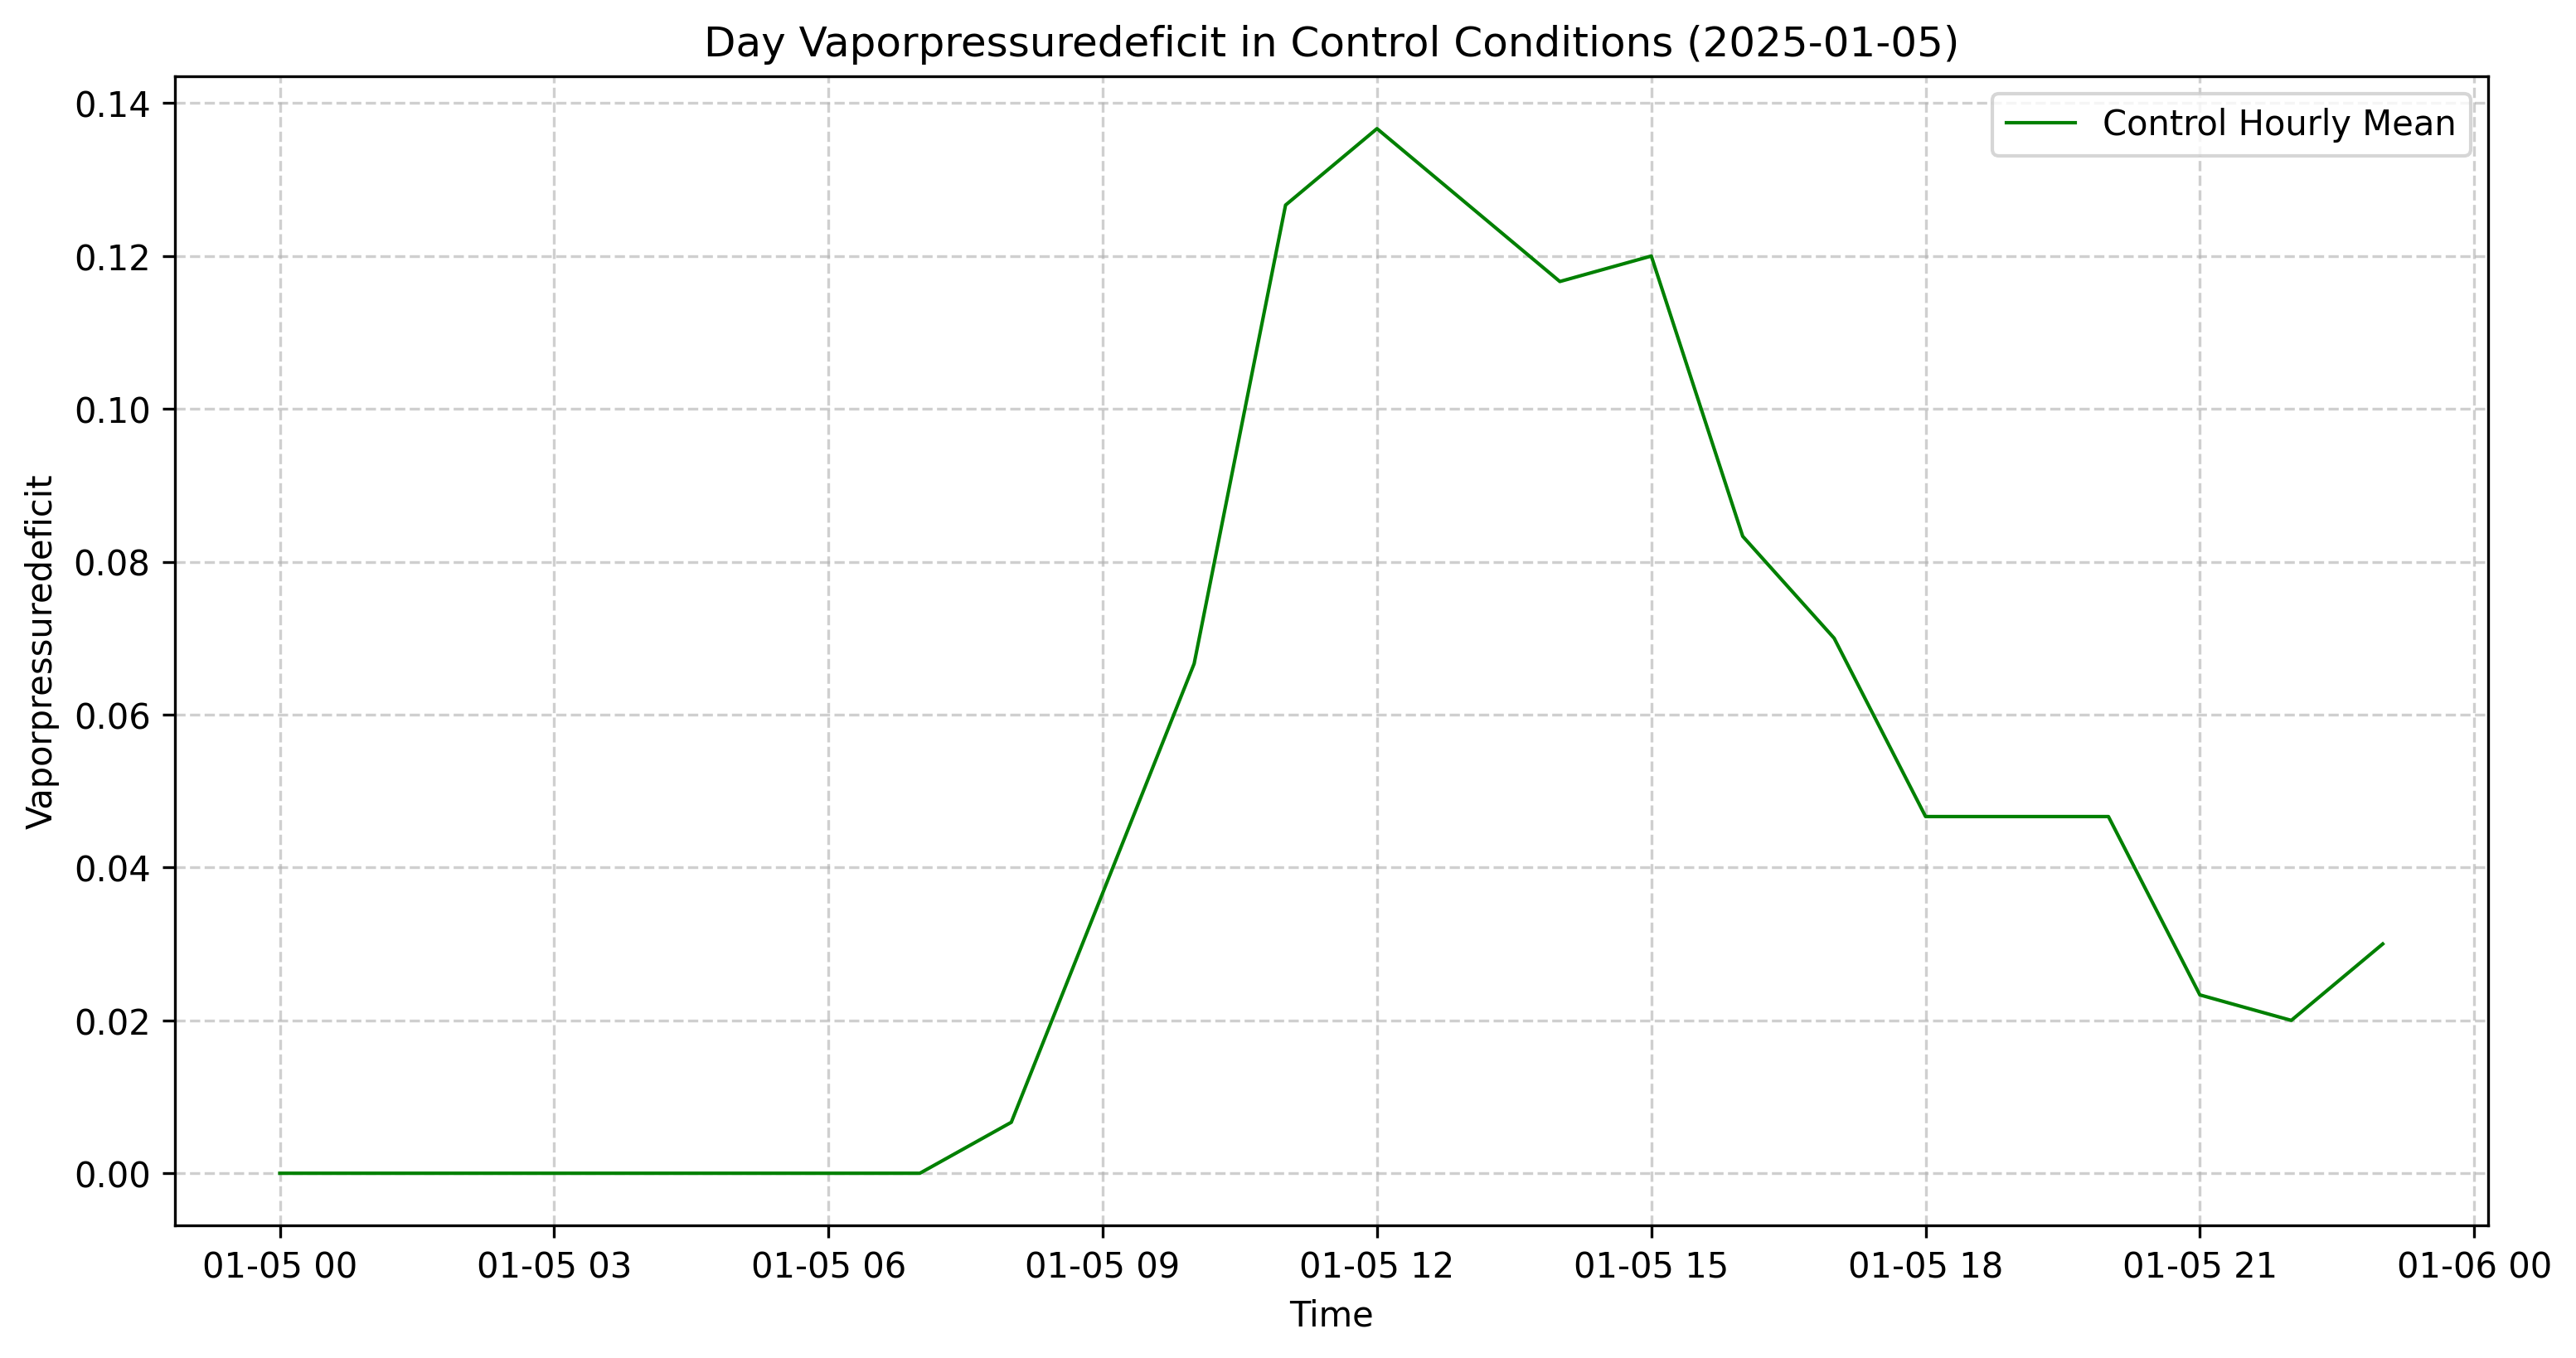 Day Vaporpressuredeficit in Control Conditions (2025-01-05)
Control Hourly Mean
0.14
0.12
0.10
0.08
0.06
0.04
0.02
0.00
Vaporpressuredeficit
01-05 00 01-05 03 01-05 06 01-05 09 01-05 12 01-05 15 01-05 18 01-05 21 01-06 00
Time